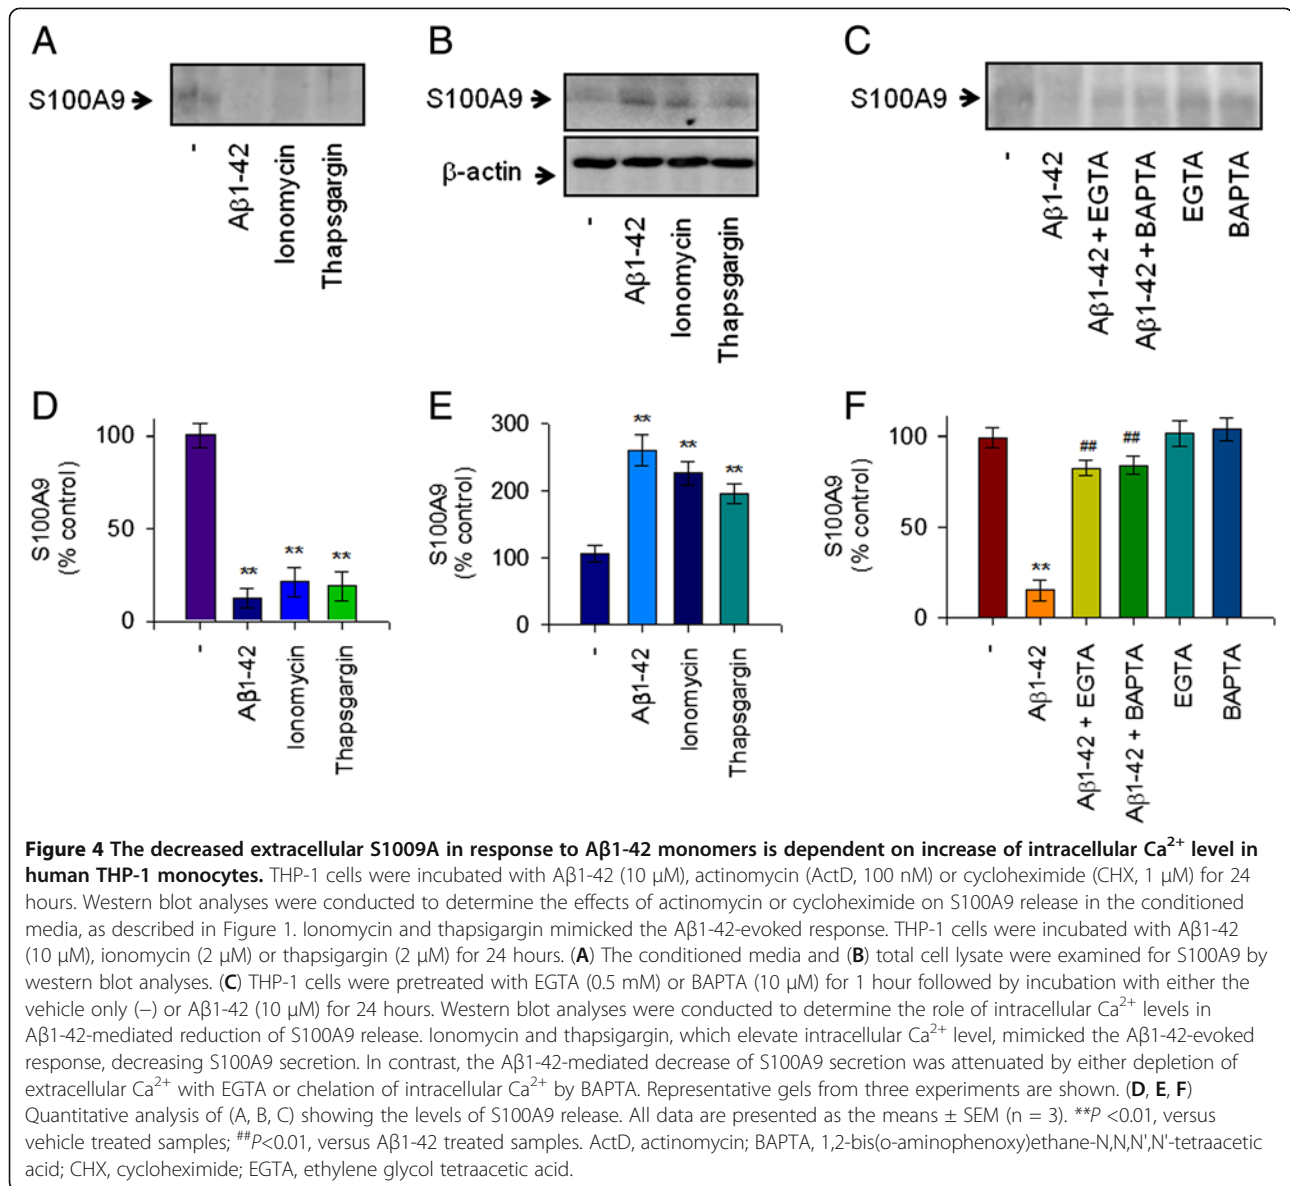 A
S100A9
-
Aβ1-42
Ionomycin
Thapsgargin
B
S100A9
β-actin
-
Aβ1-42
Ionomycin
Thapsgargin
C
S100A9
-
Aβ1-42
Aβ1-42 + EGTA
Aβ1-42 + BAPTA
EGTA
BAPTA
D
S100A9
(% control)
100
50
0
**
**
**
-
Aβ1-42
Ionomycin
Thapsgargin
E
S100A9
(% control)
300
200
100
0
**
**
**
-
Aβ1-42
Ionomycin
Thapsgargin
F
S100A9
(% control)
100
50
0
**
##
##
-
Aβ1-42
Aβ1-42 + EGTA
Aβ1-42 + BAPTA
EGTA
BAPTA
Figure 4 The decreased extracellular S1009A in response to Aβ1-42 monomers is dependent on increase of intracellular Ca²⁺ level in
human THP-1 monocytes. THP-1 cells were incubated with Aβ1-42 (10 μM), actinomycin (ActD, 100 nM) or cycloheximide (CHX, 1 μM) for 24
hours. Western blot analyses were conducted to determine the effects of actinomycin or cycloheximide on S100A9 release in the conditioned
media, as described in Figure 1. Ionomycin and thapsigargin mimicked the Aβ1-42-evoked response. THP-1 cells were incubated with Aβ1-42
(10 μM), ionomycin (2 μM) or thapsigargin (2 μM) for 24 hours. (A) The conditioned media and (B) total cell lysate were examined for S100A9 by
western blot analyses. (C) THP-1 cells were pretreated with EGTA (0.5 mM) or BAPTA (10 μM) for 1 hour followed by incubation with either the
vehicle only (−) or Aβ1-42 (10 μM) for 24 hours. Western blot analyses were conducted to determine the role of intracellular Ca²⁺ levels in
Aβ1-42-mediated reduction of S100A9 release. Ionomycin and thapsigargin, which elevate intracellular Ca²⁺ level, mimicked the Aβ1-42-evoked
response, decreasing S100A9 secretion. In contrast, the Aβ1-42-mediated decrease of S100A9 secretion was attenuated by either depletion of
extracellular Ca²⁺ with EGTA or chelation of intracellular Ca²⁺ by BAPTA. Representative gels from three experiments are shown. (D, E, F)
Quantitative analysis of (A, B, C) showing the levels of S100A9 release. All data are presented as the means ± SEM (n = 3). **P <0.01, versus
vehicle treated samples; ##P<0.01, versus Aβ1-42 treated samples. ActD, actinomycin; BAPTA, 1,2-bis(o-aminophenoxy)ethane-N,N,N',N'-tetraacetic
acid; CHX, cycloheximide; EGTA, ethylene glycol tetraacetic acid.